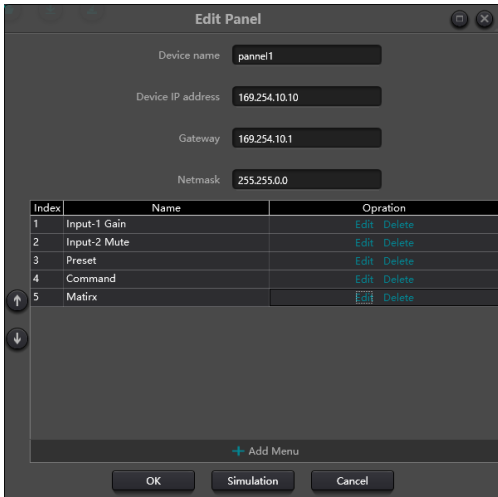 Edit Panel
Device name pannel1
Device IP address 169.254.10.10
Gateway 169.254.10.1
Netmask 255.255.0.0
Index Name Opration
1 Input-1 Gain Edit Delete
2 Input-2 Mute Edit Delete
3 Preset Edit Delete
4 Command Edit Delete
5 Matirx Edit Delete
+ Add Menu
OK Simulation Cancel